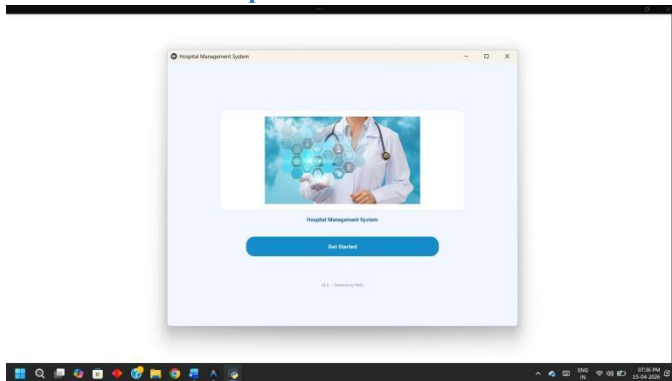 Hospital Management System
Hospital Management System
Get Started
ENG
IN
07:36 PM
15-04-2026